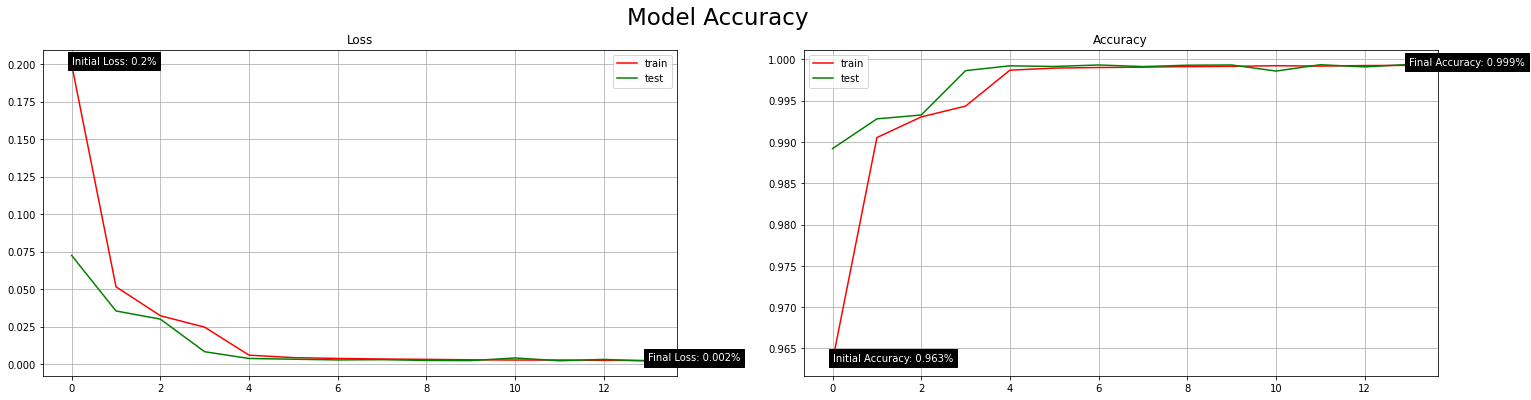 Model Accuracy
Loss
Initial Loss: 0.2%
train
test
0.200
0.175
0.150
0.125
0.100
0.075
0.050
0.025
0.000
Final Loss: 0.002%
0 2 4 6 8 10 12
Accuracy
train
test
Final Accuracy: 0.999%
1.000
0.995
0.990
0.985
0.980
0.975
0.970
0.965
Initial Accuracy: 0.963%
0 2 4 6 8 10 12